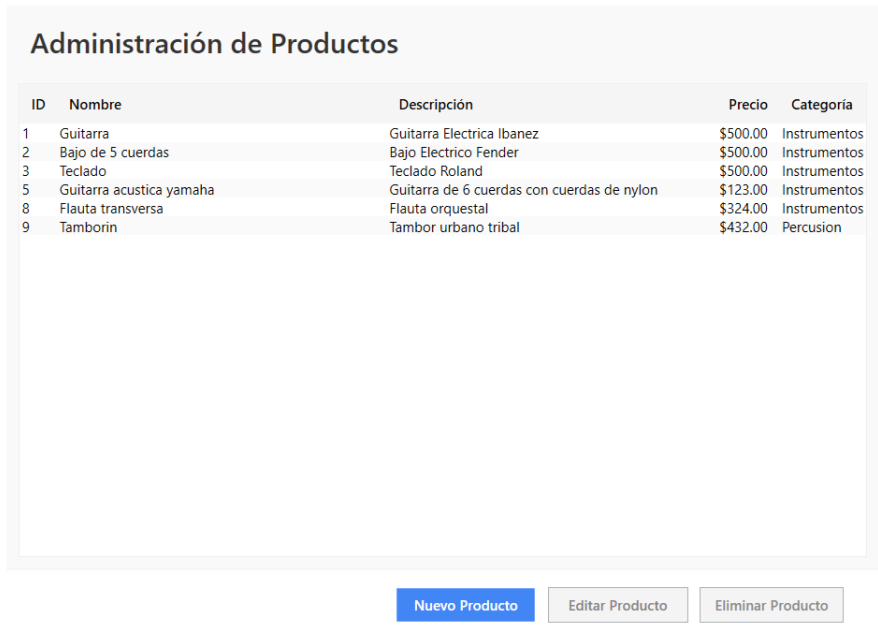 Administración de Productos
ID Nombre Descripción Precio Categoría
1 Guitarra Guitarra Electrica Ibanez $500.00 Instrumentos
2 Bajo de 5 cuerdas Bajo Electrico Fender $500.00 Instrumentos
3 Teclado Teclado Roland $500.00 Instrumentos
5 Guitarra acustica yamaha Guitarra de 6 cuerdas con cuerdas de nylon $123.00 Instrumentos
8 Flauta transversa Flauta orquestal $324.00 Instrumentos
9 Tamborin Tambor urbano tribal $432.00 Percusion
Nuevo Producto Editar Producto Eliminar Producto